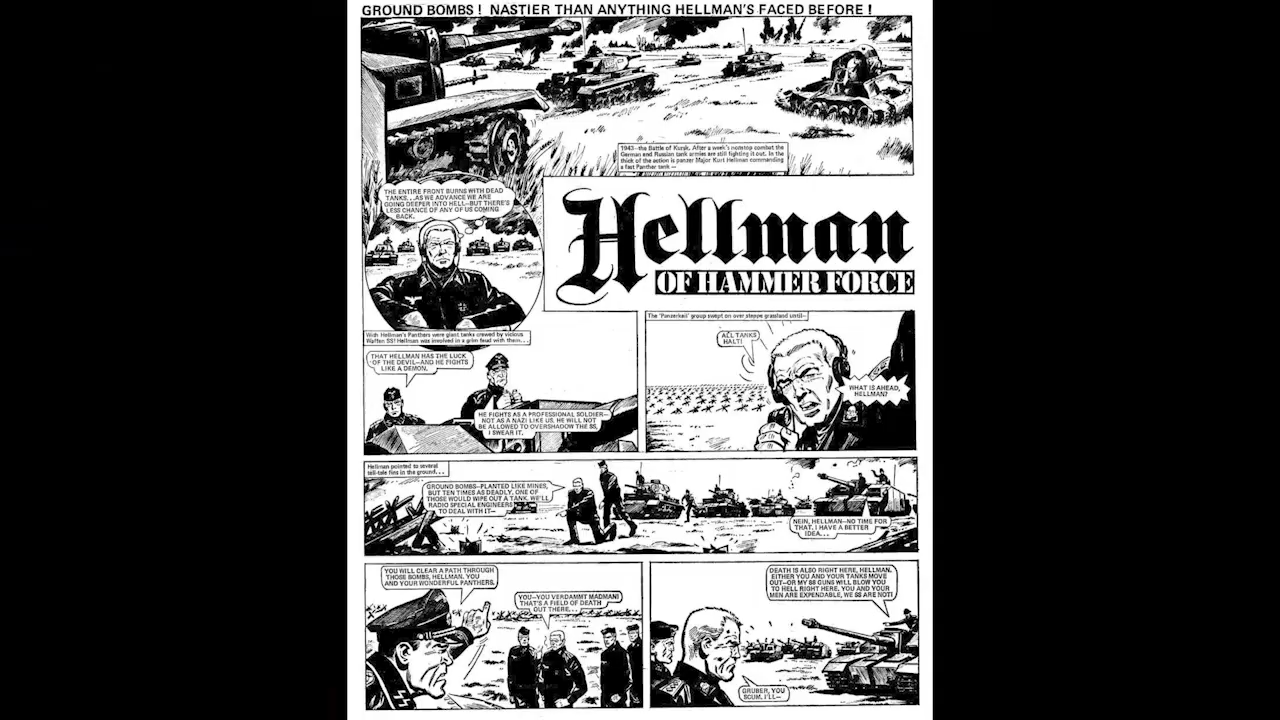 GROUND BOMBS! NASTIER THAN ANYTHING HELLMAN'S FACED BEFORE!
1943—the Battle of Kursk. After a week's nonstop combat the
German and Russian tank armies are still fighting it out. In the
thick of the action is panzer Major Kurt Hellman commanding
a fast Panther tank—
THE ENTIRE FRONT BURNS WITH DEAD
TANKS...AS WE ADVANCE WE ARE
GOING DEEPER INTO HELL—BUT THERE'S
LESS CHANCE OF ANY OF US COMING
BACK.
Hellman
OF HAMMER FORCE
With Hellman's Panthers were giant tanks crewed by vicious
Waffen SS! Hellman was involved in a grim feud with them...
THAT HELLMAN HAS THE LUCK
OF THE DEVIL—AND HE FIGHTS
LIKE A DEMON.
HE FIGHTS AS A PROFESSIONAL SOLDIER—
NOT AS A NAZI LIKE US. HE WILL NOT
BE ALLOWED TO OVERSHADOW THE SS,
I SWEAR IT.
The 'Panzerkeil' group swept on over steppe grassland until—
ALL TANKS
HALT!
WHAT IS AHEAD,
HELLMAN?
Hellman pointed to several
tell-tale fins in the ground...
GROUND BOMBS—PLANTED LIKE MINES,
BUT TEN TIMES AS DEADLY. ONE OF
THOSE WOULD WIPE OUT A TANK. WE'LL
RADIO SPECIAL ENGINEERS
TO DEAL WITH IT—
NEIN, HELLMAN—NO TIME FOR
THAT. I HAVE A BETTER
IDEA...
YOU WILL CLEAR A PATH THROUGH
THOSE BOMBS, HELLMAN. YOU
AND YOUR WONDERFUL PANTHERS.
YOU—YOU VERDAMMT MADMAN!
THAT'S A FIELD OF DEATH
OUT THERE...
DEATH IS ALSO RIGHT HERE, HELLMAN.
EITHER YOU AND YOUR TANKS MOVE
OUT—OR MY SS GUNS WILL BLOW YOU
TO HELL RIGHT HERE. YOU AND YOUR
MEN ARE EXPENDABLE, WE SS ARE NOT!
GRUBER, YOU
SCUM, I'LL—